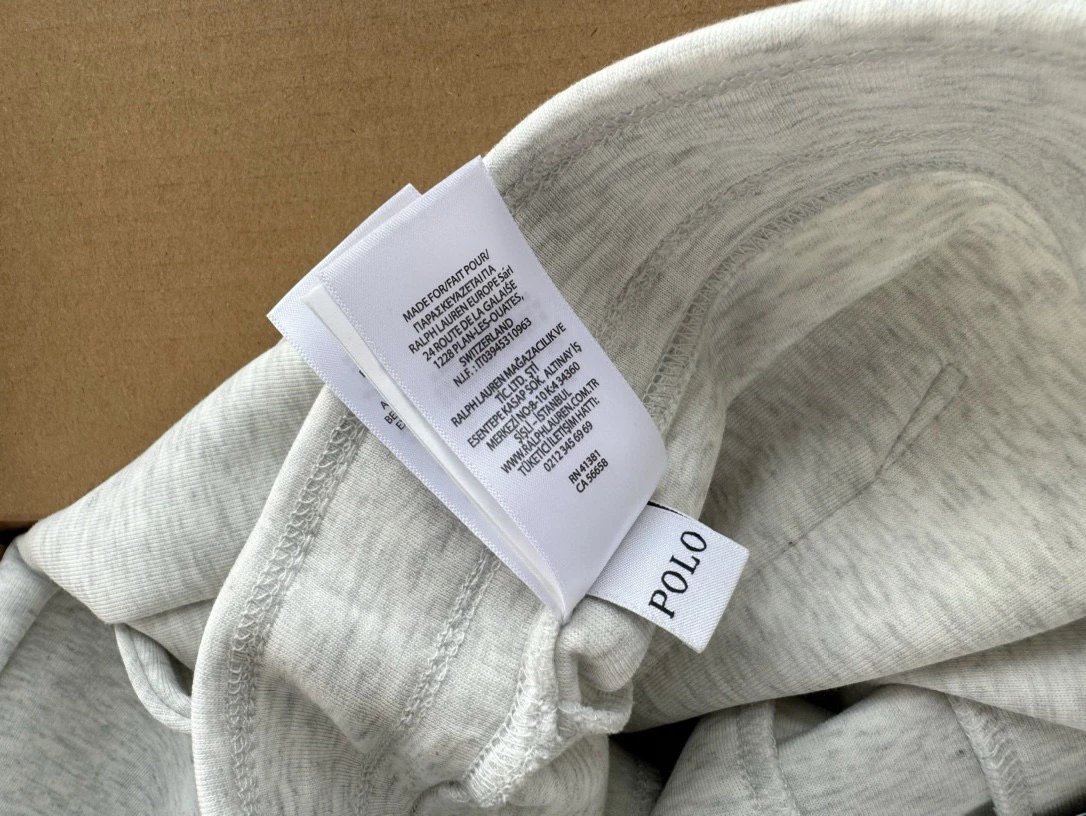 MADE FOR/FAIT POUR/
ΠΑΡΑΣΚΕΥΑΖΕΤΑΙ ΓΙΑ
RALPH LAUREN EUROPE Sàrl
24 ROUTE DE LA GALAISE
1228 PLAN-LES-OUATES,
SWITZERLAND
N.I.F. : IT03945310963
RALPH LAUREN MAĞAZACILIK VE
TİC. LTD. ŞTİ
ESENTEPE KASAP SOK. ALTINAY İŞ
MERKEZİ NO:8-10 K:4 34360
ŞİŞLİ – İSTANBUL
WWW.RALPHLAUREN.COM.TR
TÜKETİCİ İLETİŞİM HATTI:
0212 345 69 69
RN 41381
CA 56658
POLO